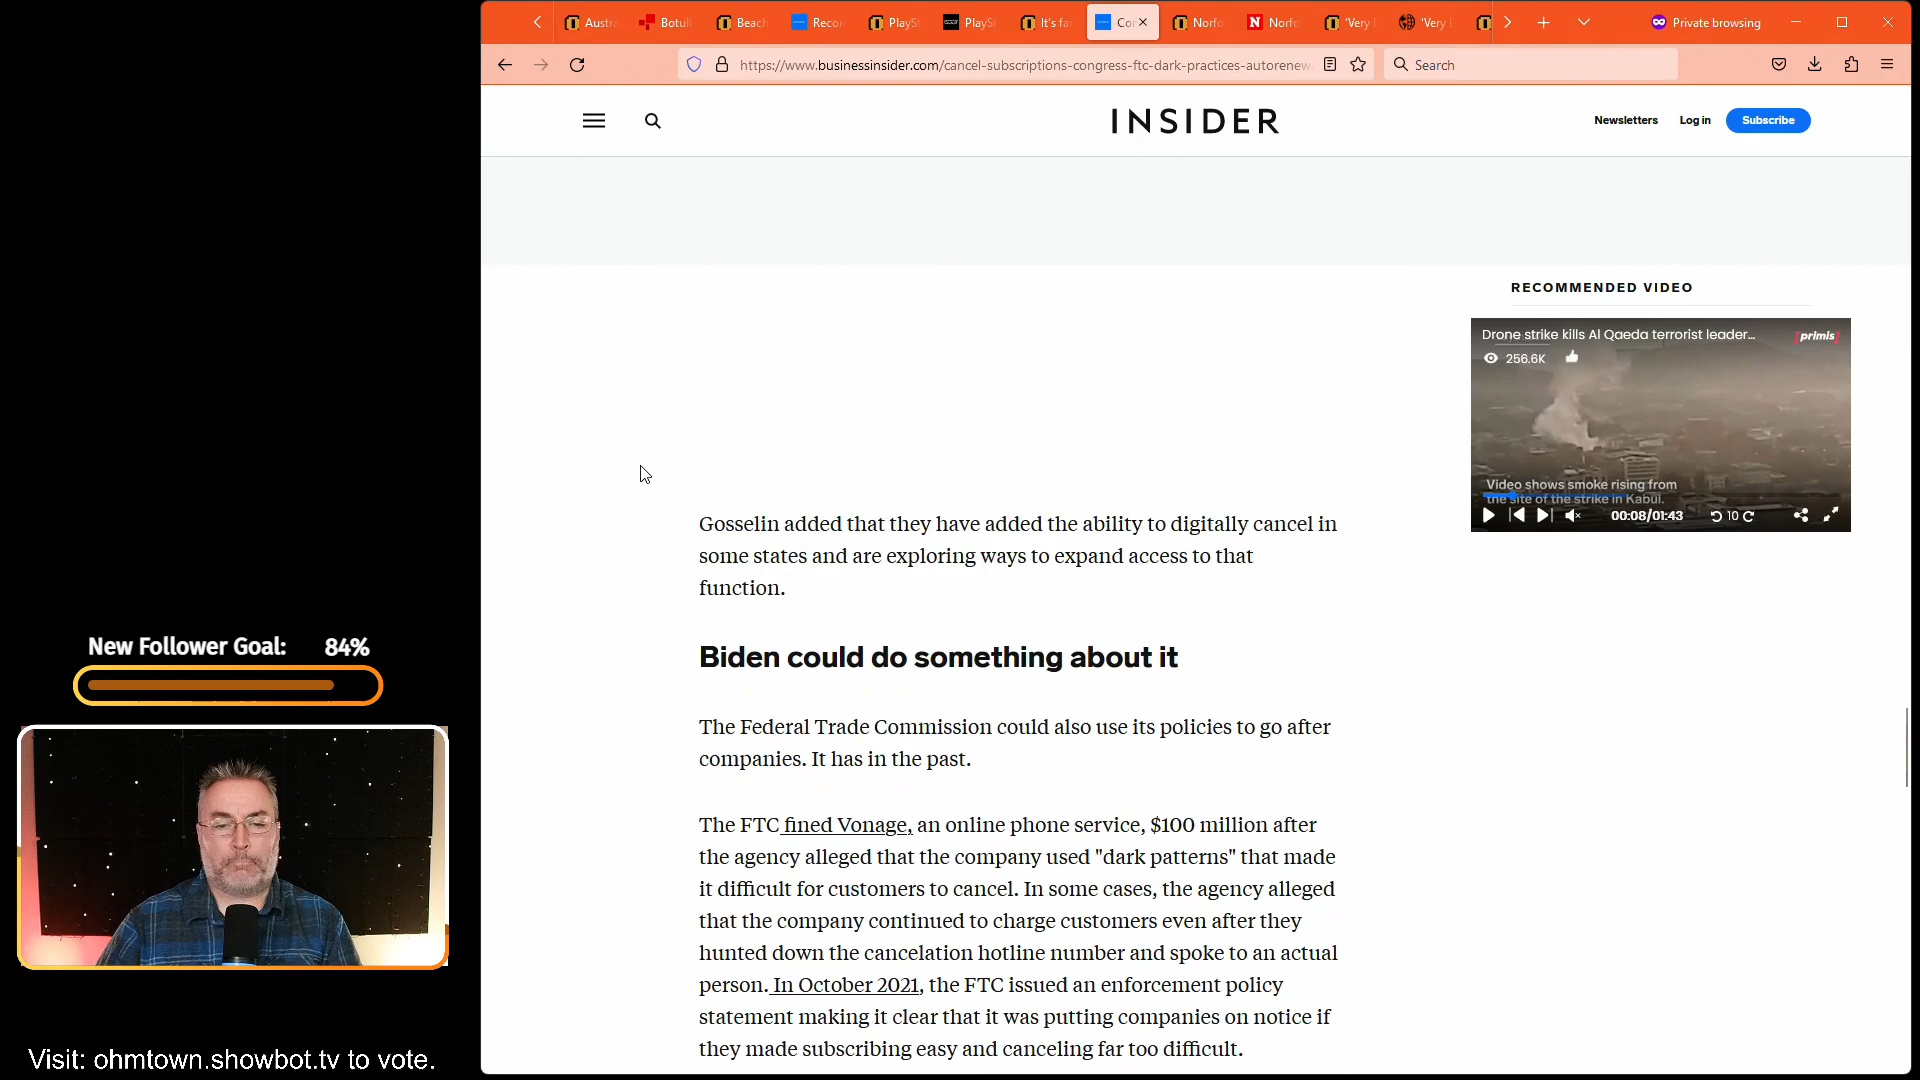 Austr
Botuli
Beach
Recon
PlaySt
PlaySt
It's fa
Co
Norfo
Norfo
'Very
'Very
Private browsing
https://www.businessinsider.com/cancel-subscriptions-congress-ftc-dark-practices-autorenew
Search
INSIDER
Newsletters
Log in
Subscribe
RECOMMENDED VIDEO
Drone strike kills Al Qaeda terrorist leader...
primis
256.6K
Video shows smoke rising from
the site of the strike in Kabul.
00:08/01:43
10
Gosselin added that they have added the ability to digitally cancel in
some states and are exploring ways to expand access to that
function.
Biden could do something about it
The Federal Trade Commission could also use its policies to go after
companies. It has in the past.
The FTC fined Vonage, an online phone service, $100 million after
the agency alleged that the company used "dark patterns" that made
it difficult for customers to cancel. In some cases, the agency alleged
that the company continued to charge customers even after they
hunted down the cancelation hotline number and spoke to an actual
person. In October 2021, the FTC issued an enforcement policy
statement making it clear that it was putting companies on notice if
they made subscribing easy and canceling far too difficult.
New Follower Goal: 84%
Visit: ohmtown.showbot.tv to vote.